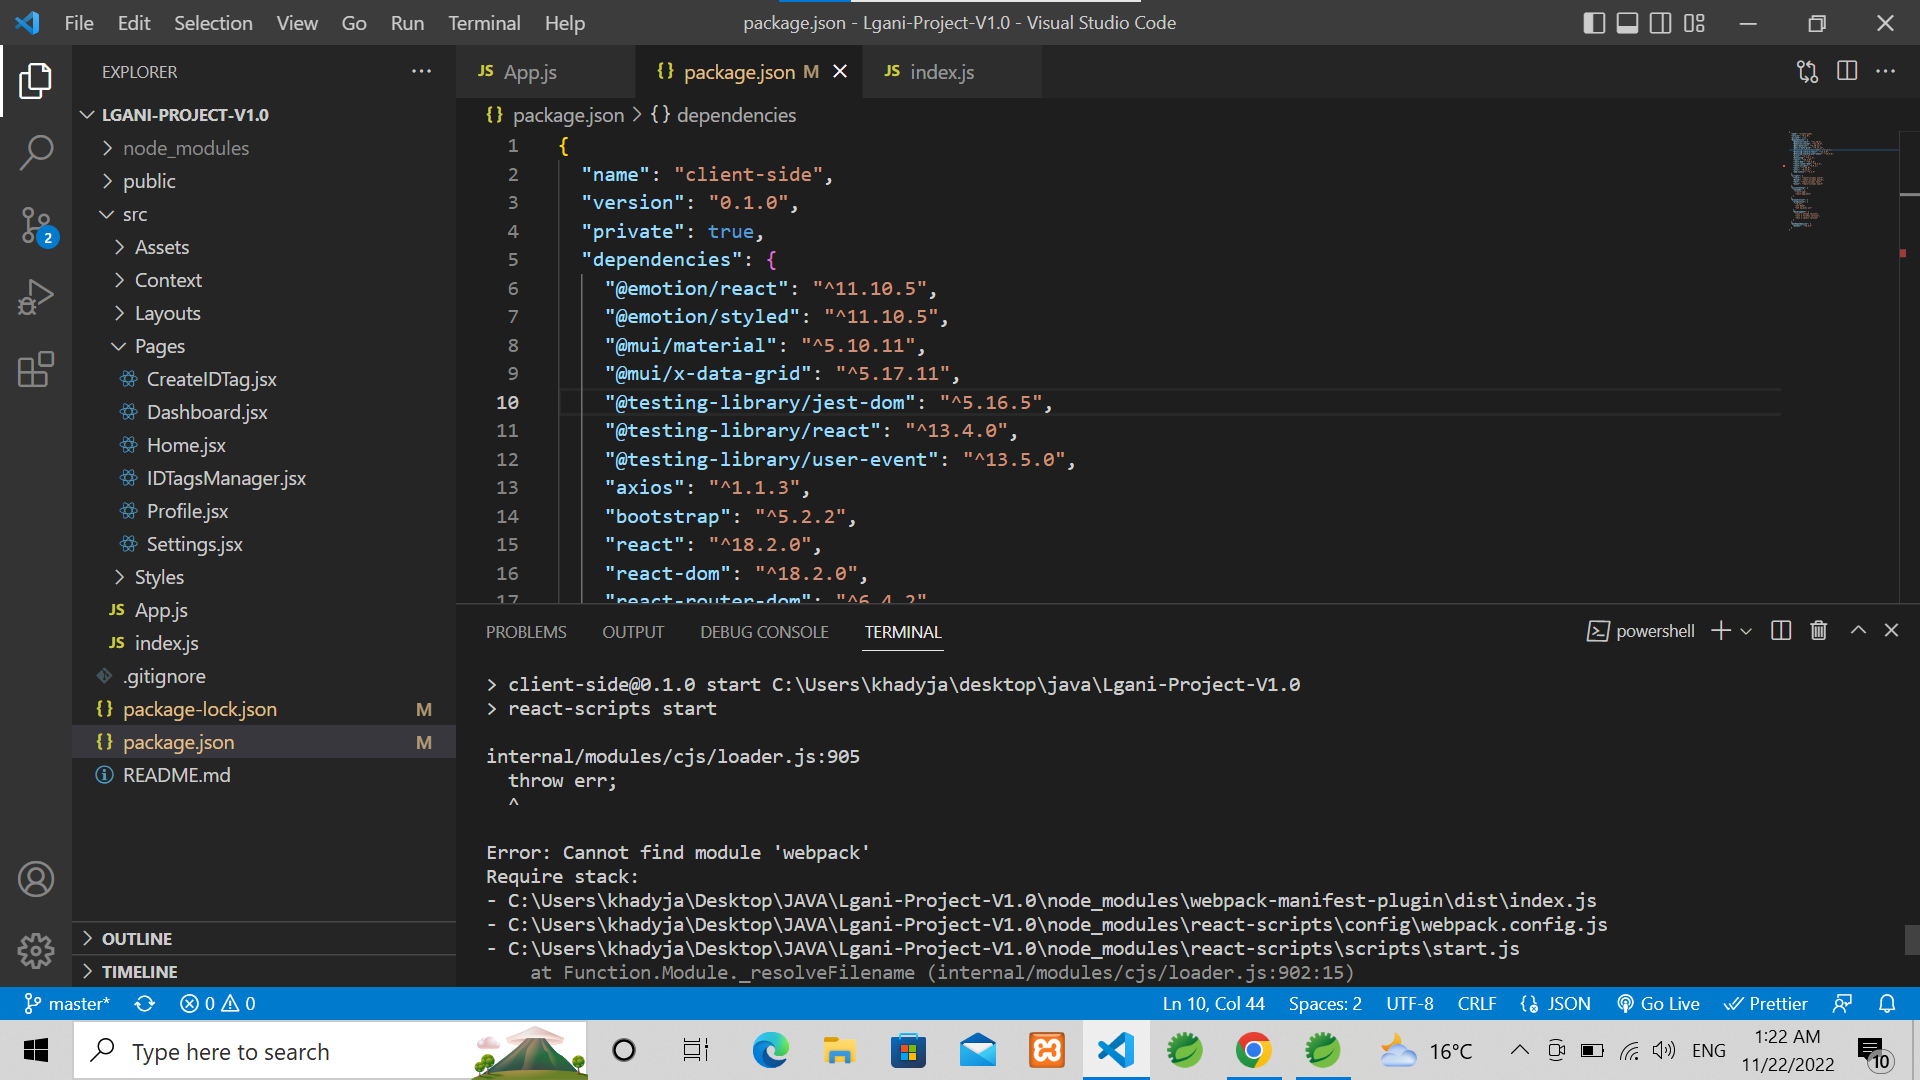 File Edit Selection View Go Run Terminal Help
package.json - Lgani-Project-V1.0 - Visual Studio Code
EXPLORER
JS App.js
{} package.json M
JS index.js
LGANI-PROJECT-V1.0
node_modules
public
src
Assets
Context
Layouts
Pages
CreateIDTag.jsx
Dashboard.jsx
Home.jsx
IDTagsManager.jsx
Profile.jsx
Settings.jsx
Styles
JS App.js
JS index.js
.gitignore
{} package-lock.json M
{} package.json M
README.md
OUTLINE
TIMELINE
2
{} package.json > {} dependencies
1 {
2 "name": "client-side",
3 "version": "0.1.0",
4 "private": true,
5 "dependencies": {
6 "@emotion/react": "^11.10.5",
7 "@emotion/styled": "^11.10.5",
8 "@mui/material": "^5.10.11",
9 "@mui/x-data-grid": "^5.17.11",
10 "@testing-library/jest-dom": "^5.16.5",
11 "@testing-library/react": "^13.4.0",
12 "@testing-library/user-event": "^13.5.0",
13 "axios": "^1.1.3",
14 "bootstrap": "^5.2.2",
15 "react": "^18.2.0",
16 "react-dom": "^18.2.0",
17 "react-router-dom": "^6.4.2"
PROBLEMS OUTPUT DEBUG CONSOLE TERMINAL
powershell
> client-side@0.1.0 start C:\Users\khadyja\desktop\java\Lgani-Project-V1.0
> react-scripts start
internal/modules/cjs/loader.js:905
throw err;
^
Error: Cannot find module 'webpack'
Require stack:
- C:\Users\khadyja\Desktop\JAVA\Lgani-Project-V1.0\node_modules\webpack-manifest-plugin\dist\index.js
- C:\Users\khadyja\Desktop\JAVA\Lgani-Project-V1.0\node_modules\react-scripts\config\webpack.config.js
- C:\Users\khadyja\Desktop\JAVA\Lgani-Project-V1.0\node_modules\react-scripts\scripts\start.js
at Function.Module._resolveFilename (internal/modules/cjs/loader.js:902:15)
master* 0 0
Ln 10, Col 44 Spaces: 2 UTF-8 CRLF {} JSON Go Live Prettier
Type here to search
16°C
ENG
1:22 AM
11/22/2022
10